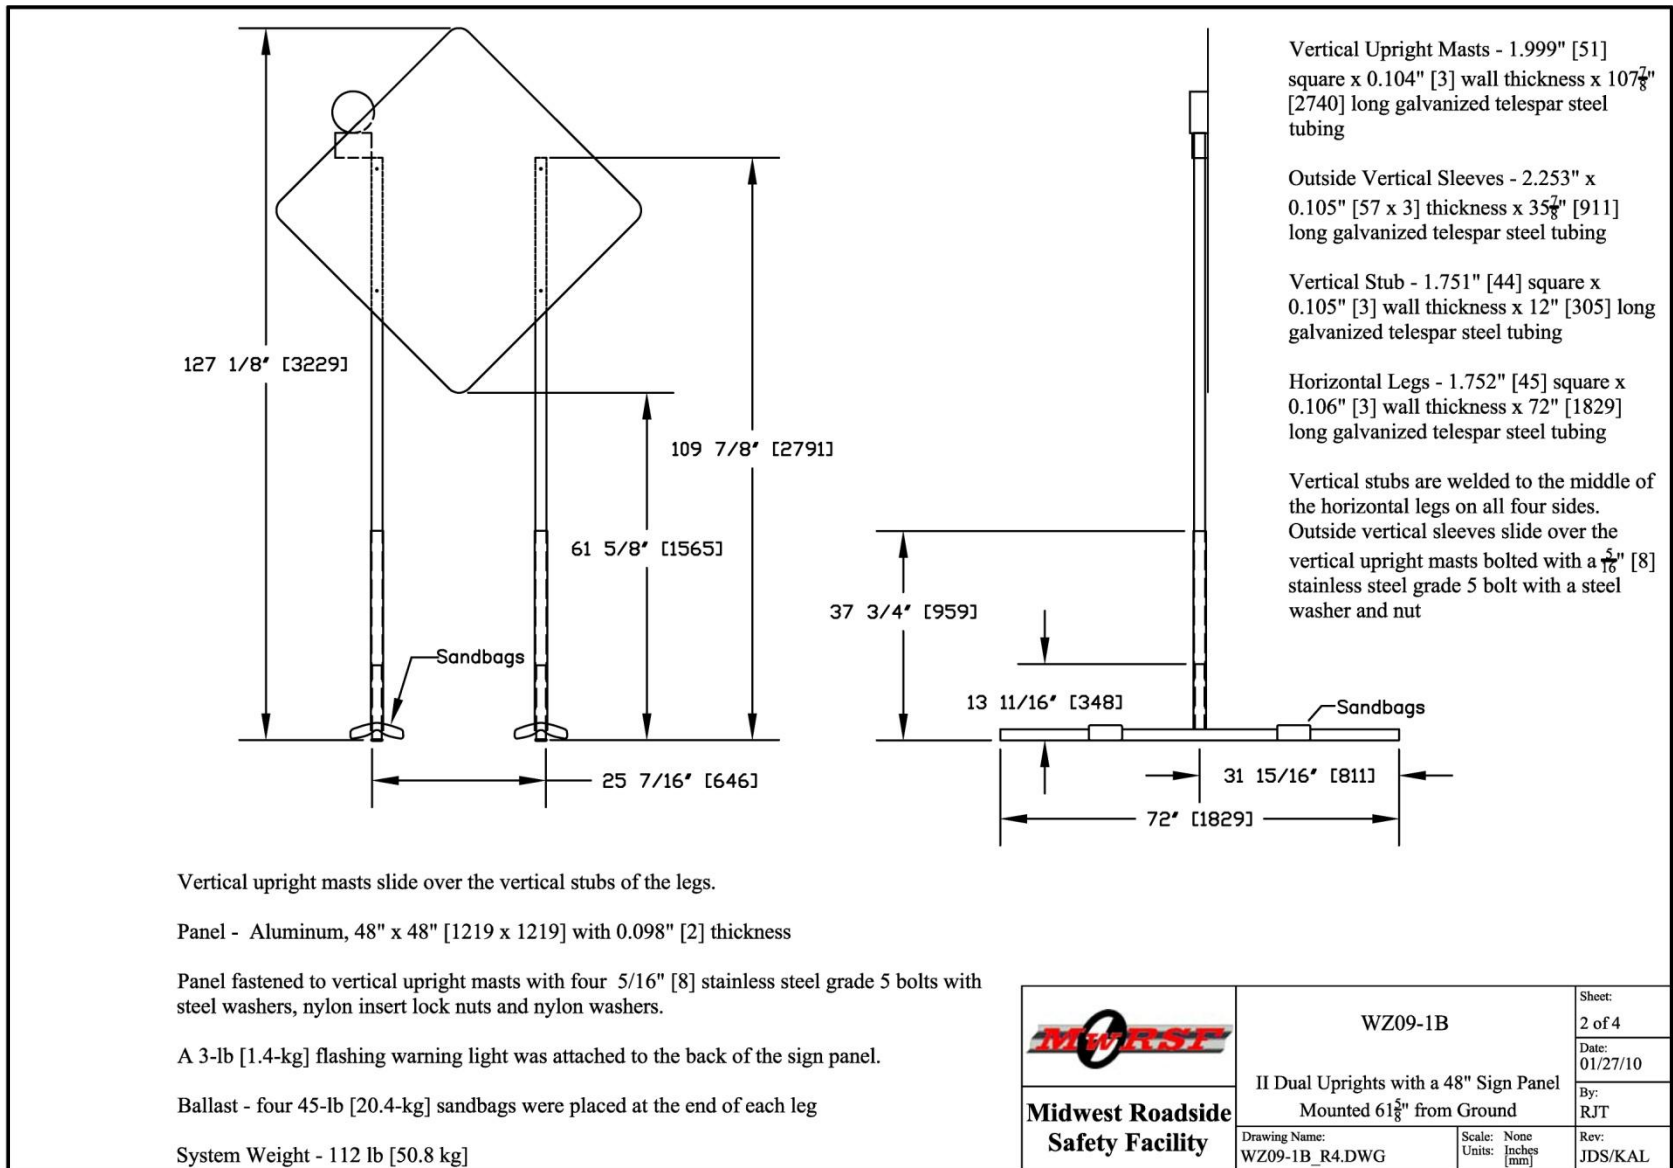 127 1/8" [3229]
109 7/8" [2791]
61 5/8" [1565]
Sandbags
25 7/16" [646]
37 3/4" [959]
13 11/16" [348]
Sandbags
31 15/16" [811]
72" [1829]
Vertical Upright Masts - 1.999" [51]
square x 0.104" [3] wall thickness x 107 7/8"
[2740] long galvanized telespar steel
tubing
Outside Vertical Sleeves - 2.253" x
0.105" [57 x 3] thickness x 35 7/8" [911]
long galvanized telespar steel tubing
Vertical Stub - 1.751" [44] square x
0.105" [3] wall thickness x 12" [305] long
galvanized telespar steel tubing
Horizontal Legs - 1.752" [45] square x
0.106" [3] wall thickness x 72" [1829]
long galvanized telespar steel tubing
Vertical stubs are welded to the middle of
the horizontal legs on all four sides.
Outside vertical sleeves slide over the
vertical upright masts bolted with a 5/16" [8]
stainless steel grade 5 bolt with a steel
washer and nut
Vertical upright masts slide over the vertical stubs of the legs.
Panel - Aluminum, 48" x 48" [1219 x 1219] with 0.098" [2] thickness
Panel fastened to vertical upright masts with four 5/16" [8] stainless steel grade 5 bolts with
steel washers, nylon insert lock nuts and nylon washers.
A 3-lb [1.4-kg] flashing warning light was attached to the back of the sign panel.
Ballast - four 45-lb [20.4-kg] sandbags were placed at the end of each leg
System Weight - 112 lb [50.8 kg]
MwRSF
Midwest Roadside
Safety Facility
WZ09-1B
II Dual Uprights with a 48" Sign Panel
Mounted 61 5/8" from Ground
Drawing Name:
WZ09-1B_R4.DWG
Scale: None
Units: Inches
[mm]
Sheet:
2 of 4
Date:
01/27/10
By:
RJT
Rev:
JDS/KAL